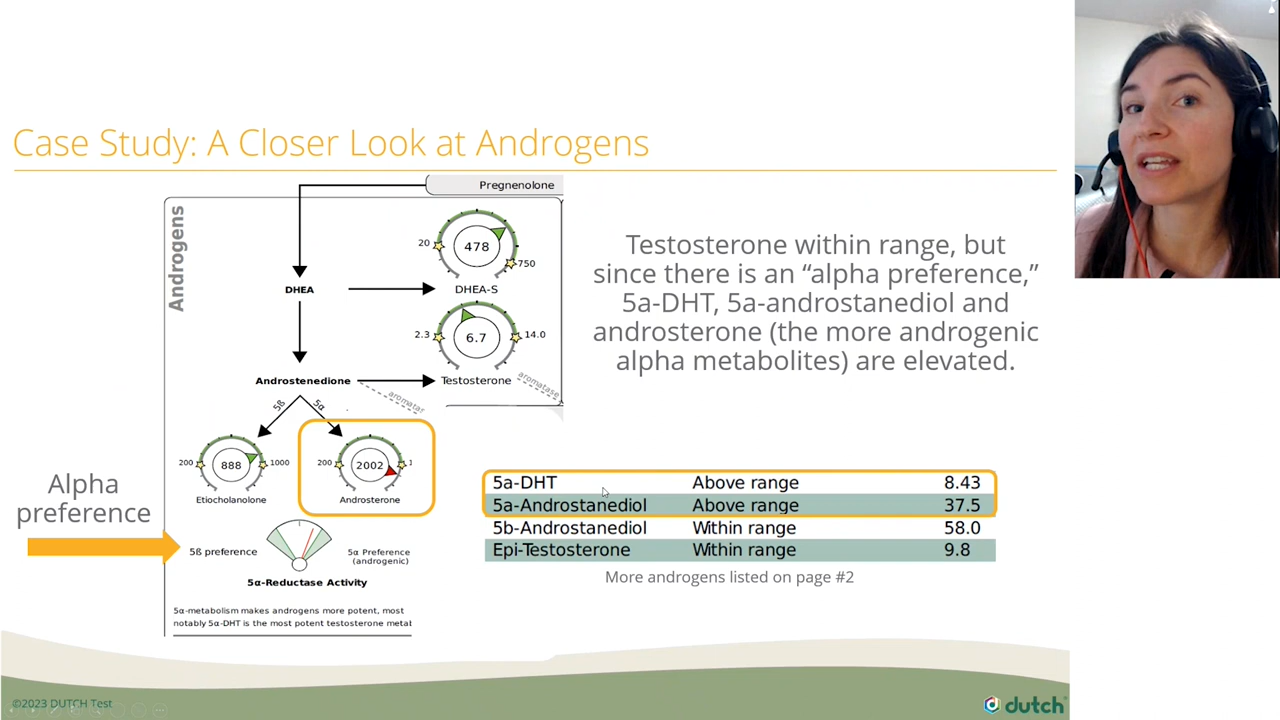 Case Study: A Closer Look at Androgens
Androgens
Pregnenolone
20
478
750
DHEA
DHEA-S
2.3
6.7
14.0
Androstenedione
Testosterone
aromatase
5ß
5α
200
888
1000
200
2002
Etiocholanolone
Androsterone
5ß preference
5α Preference
(androgenic)
5α-Reductase Activity
5α-metabolism makes androgens more potent, most
notably 5α-DHT is the most potent testosterone
Alpha
preference
Testosterone within range, but
since there is an “alpha preference,”
5a-DHT, 5a-androstanediol and
androsterone (the more androgenic
alpha metabolites) are elevated.
5a-DHT Above range 8.43
5a-Androstanediol Above range 37.5
5b-Androstanediol Within range 58.0
Epi-Testosterone Within range 9.8
More androgens listed on page #2
©2023 DUTCH Test
dutch